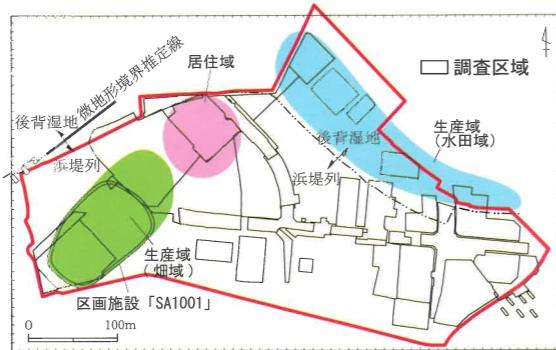 居住域
調査区域
微地形境界推定線
後背湿地
浜堤列
後背湿地
浜堤列
生産域
(水田域)
生産域
(畑域)
区画施設「SA1001」
0 100m